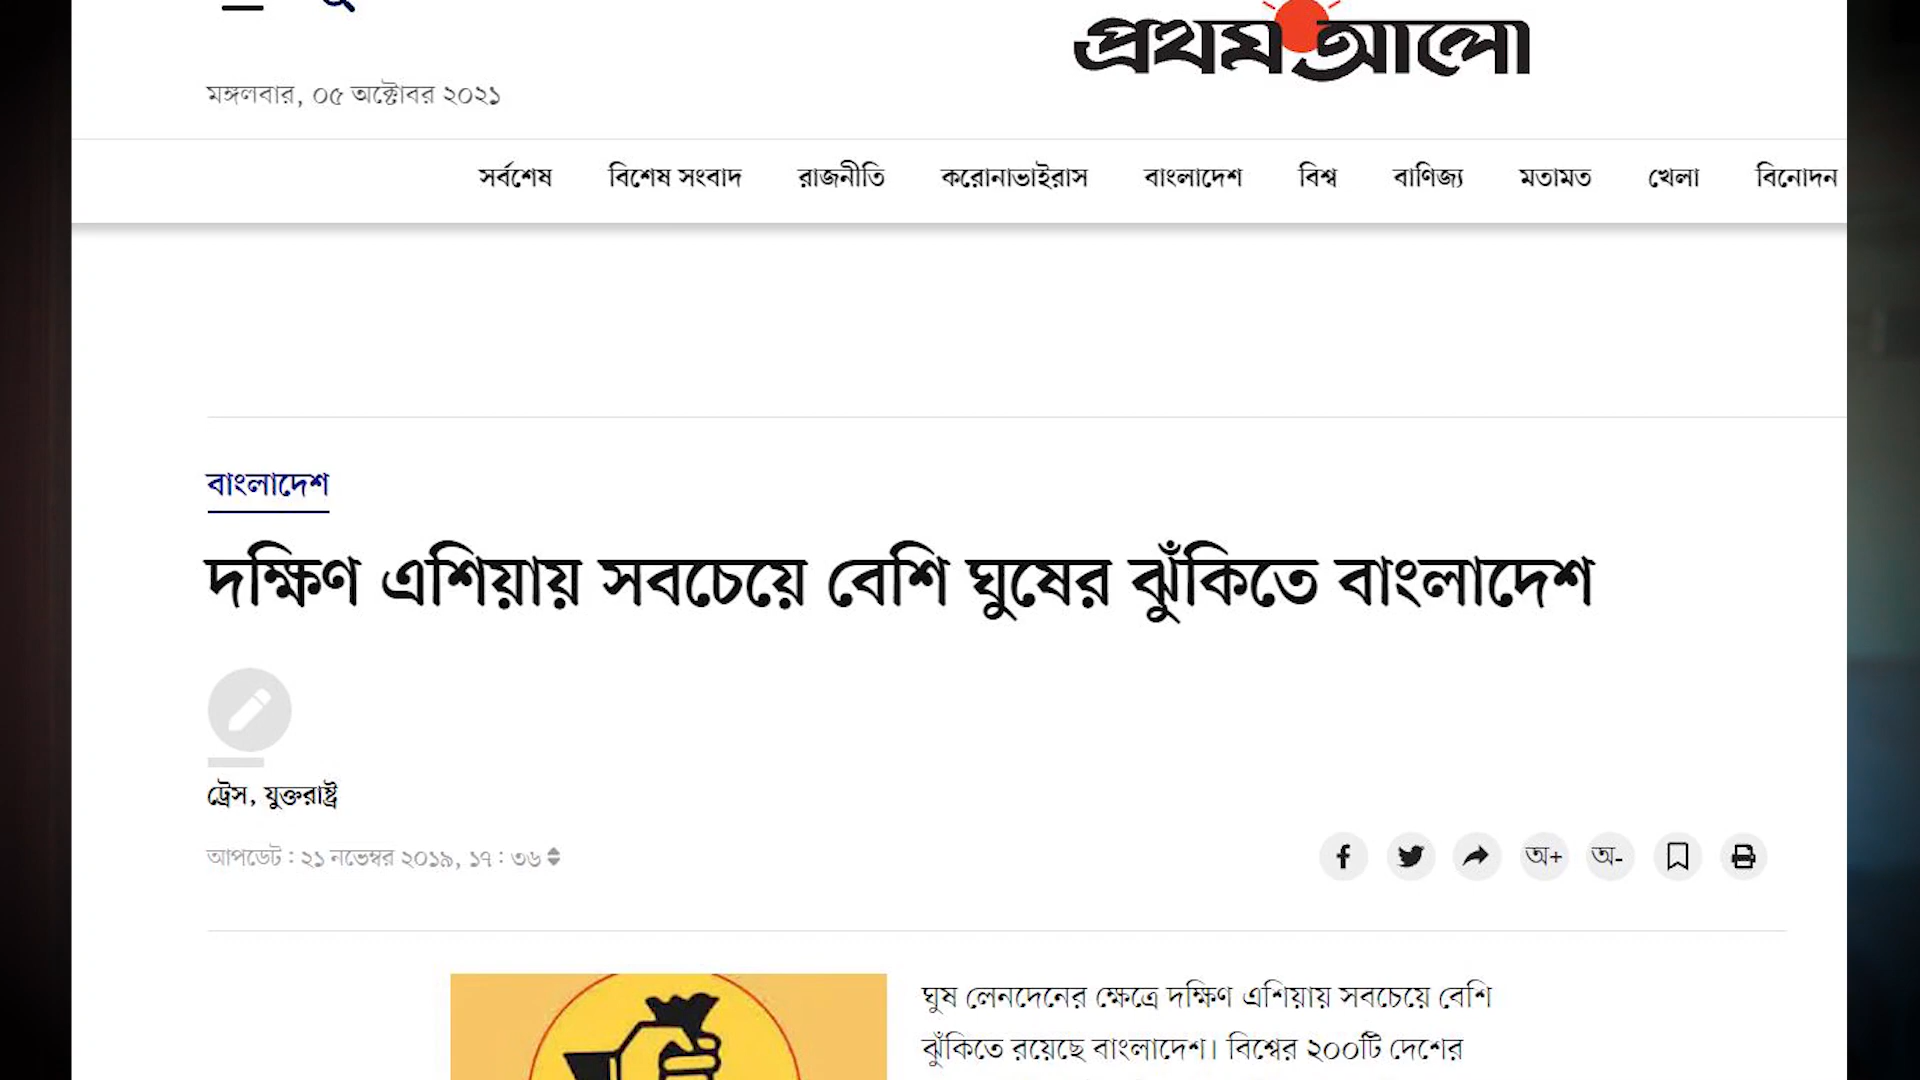 প্রথম আলো
মঙ্গলবার, ০৫ অক্টোবর ২০২১
সর্বশেষ বিশেষ সংবাদ রাজনীতি করোনাভাইরাস বাংলাদেশ বিশ্ব বাণিজ্য মতামত খেলা বিনোদন
বাংলাদেশ
দক্ষিণ এশিয়ায় সবচেয়ে বেশি ঘুষের ঝুঁকিতে বাংলাদেশ
ট্রেস, যুক্তরাষ্ট্র
আপডেট : ২১ নভেম্বর ২০১৯, ১৭ : ৩৬
অ+ অ-
ঘুষ লেনদেনের ক্ষেত্রে দক্ষিণ এশিয়ায় সবচেয়ে বেশি
ঝুঁকিতে রয়েছে বাংলাদেশ। বিশ্বের ২০০টি দেশের